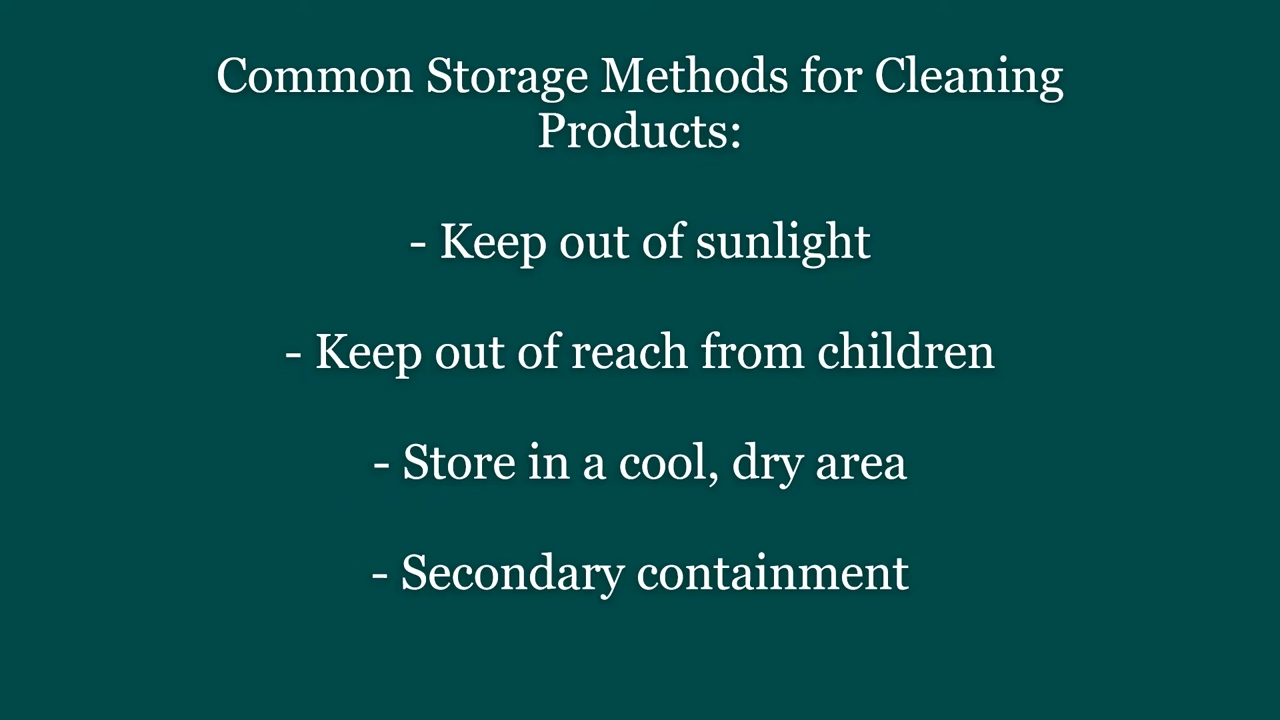 Common Storage Methods for Cleaning
Products:
- Keep out of sunlight
- Keep out of reach from children
- Store in a cool, dry area
- Secondary containment